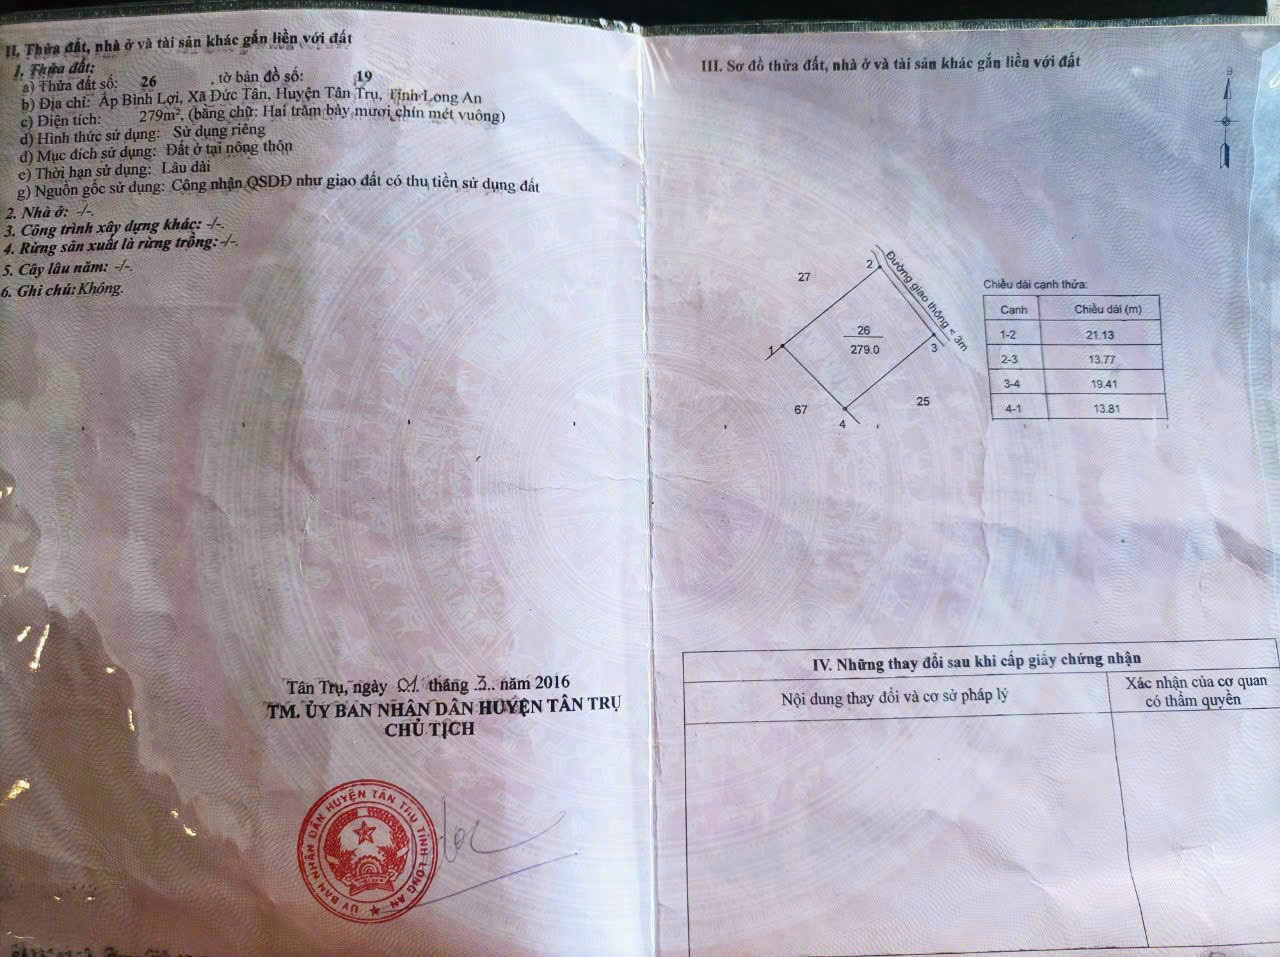 II. Thửa đất, nhà ở và tài sản khác gắn liền với đất
1. Thửa đất:
a) Thửa đất số: 26 , tờ bản đồ số: 19
b) Địa chỉ: Ấp Bình Lợi, Xã Đức Tân, Huyện Tân Trụ, Tỉnh Long An
c) Diện tích: 279m², (bằng chữ: Hai trăm bảy mươi chín mét vuông)
d) Hình thức sử dụng: Sử dụng riêng
đ) Mục đích sử dụng: Đất ở tại nông thôn
e) Thời hạn sử dụng: Lâu dài
g) Nguồn gốc sử dụng: Công nhận QSDĐ như giao đất có thu tiền sử dụng đất
2. Nhà ở: -/-.
3. Công trình xây dựng khác: -/-.
4. Rừng sản xuất là rừng trồng: -/-.
5. Cây lâu năm: -/-.
6. Ghi chú: Không.
Tân Trụ, ngày 01 tháng 3 năm 2016
TM. ỦY BAN NHÂN DÂN HUYỆN TÂN TRỤ
CHỦ TỊCH
ỦY BAN NHÂN DÂN HUYỆN TÂN TRỤ TỈNH LONG AN
III. Sơ đồ thửa đất, nhà ở và tài sản khác gắn liền với đất
B
27
2
Đường giao thông < 3m
26
279.0
1
3
67
25
4
Chiều dài cạnh thửa:
Cạnh Chiều dài (m)
1-2 21.13
2-3 13.77
3-4 19.41
4-1 13.81
IV. Những thay đổi sau khi cấp giấy chứng nhận
Nội dung thay đổi và cơ sở pháp lý
Xác nhận của cơ quan
có thẩm quyền